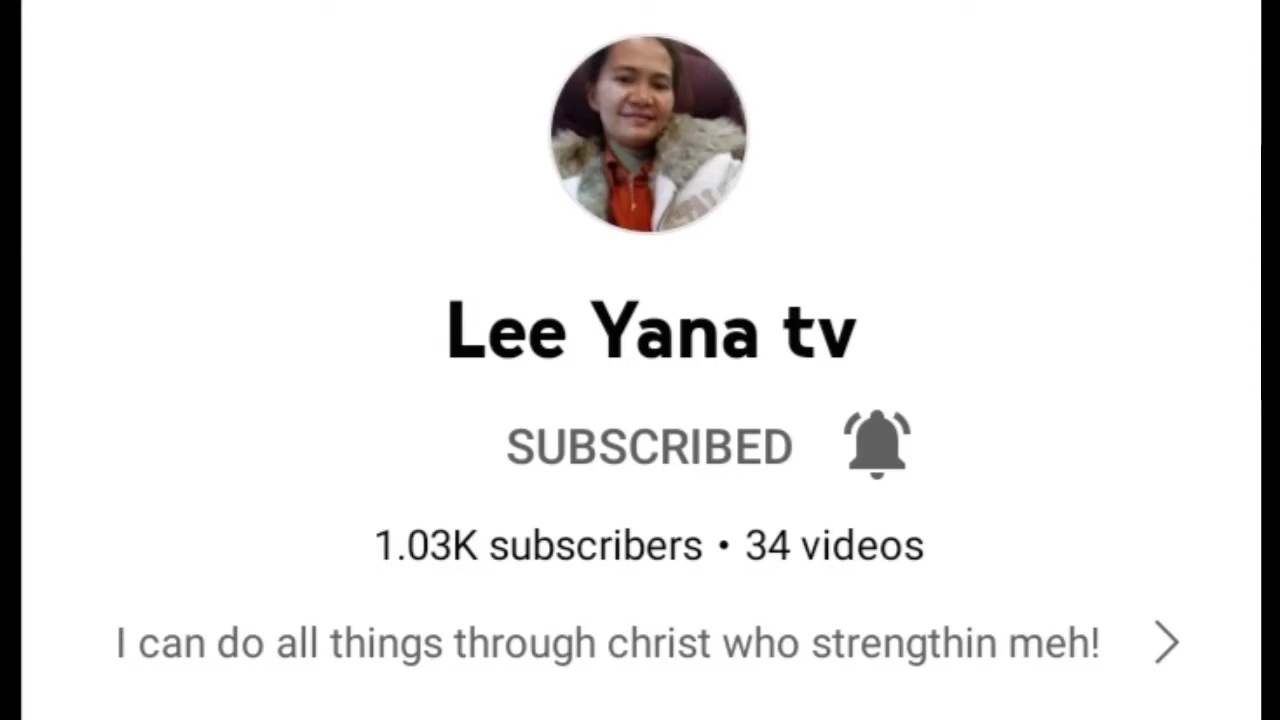 Lee Yana tv
SUBSCRIBED
1.03K subscribers • 34 videos
I can do all things through christ who strengthin meh!